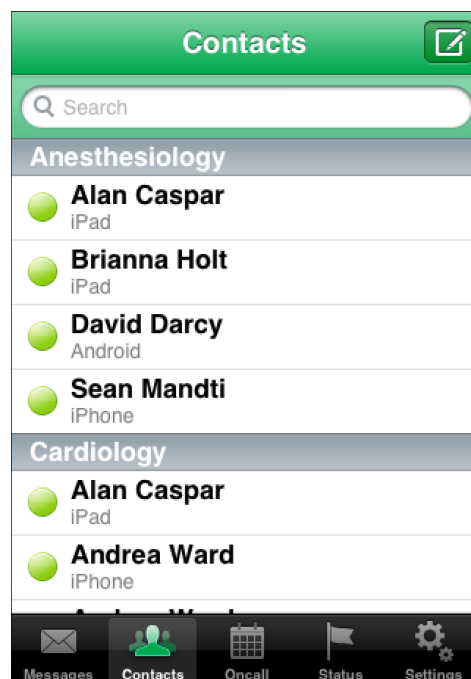 Contacts
Search
Anesthesiology
Alan Caspar
iPad
Brianna Holt
iPad
David Darcy
Android
Sean Mandti
iPhone
Cardiology
Alan Caspar
iPad
Andrea Ward
iPhone
Messages Contacts Oncall Status Settings